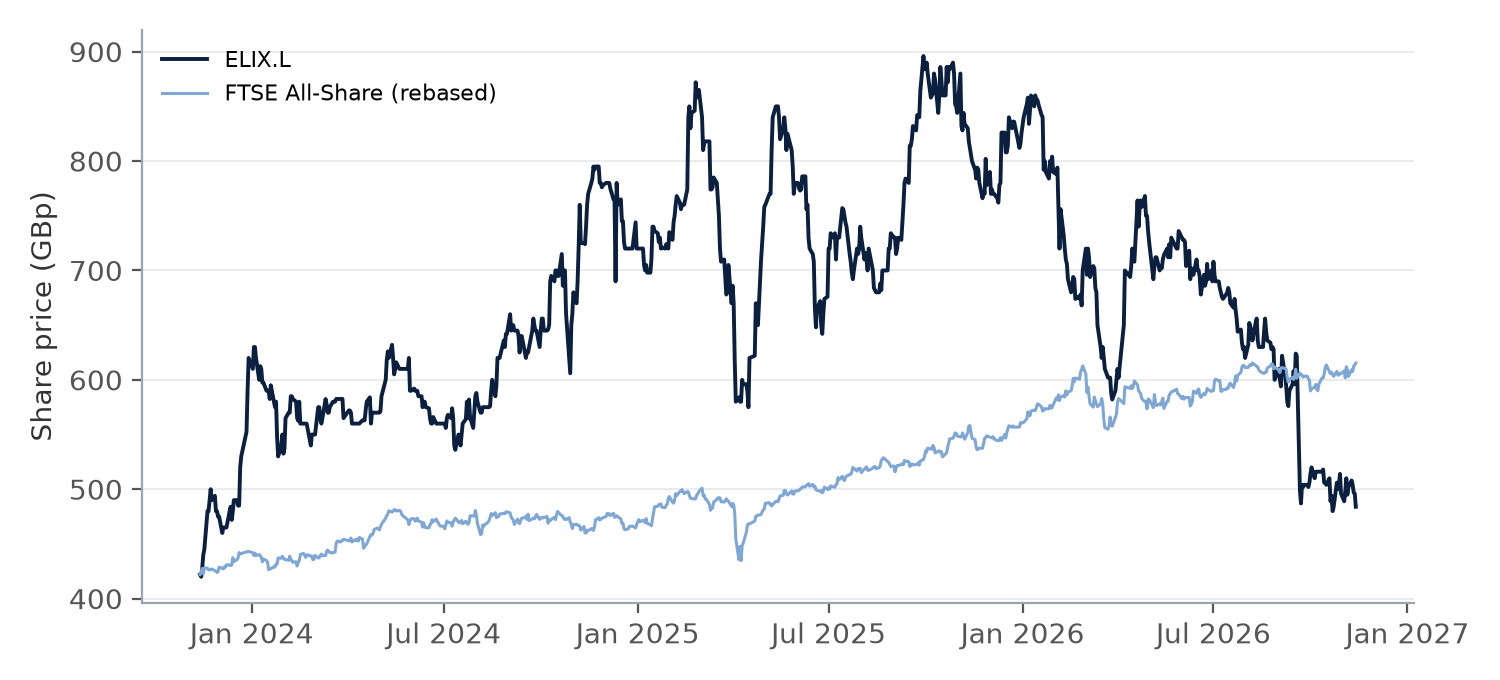 ELIX.L
FTSE All-Share (rebased)
Share price (GBp)
900
800
700
600
500
400
Jan 2024
Jul 2024
Jan 2025
Jul 2025
Jan 2026
Jul 2026
Jan 2027